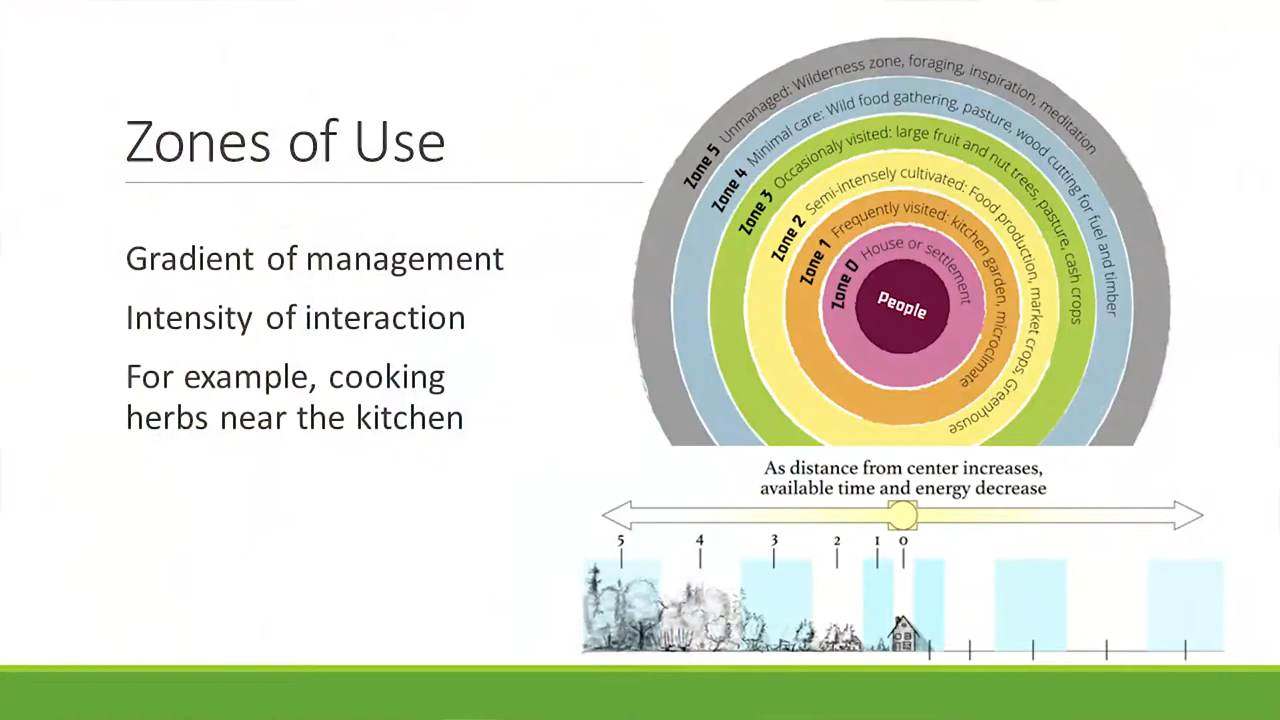 Zones of Use
Gradient of management
Intensity of interaction
For example, cooking
herbs near the kitchen
Zone 5 Unmanaged: Wilderness zone, foraging, inspiration, meditation
Zone 4 Minimal care: Wild food gathering, pasture, wood cutting for fuel and timber
Zone 3 Occasionaly visited: large fruit and nut trees, pasture, cash crops
Zone 2 Semi-intensely cultivated: Food production, market crops, Greenhouse
Zone 1 Frequently visited: kitchen garden, microclimate
Zone 0 House or settlement
People
As distance from center increases,
available time and energy decrease
5 4 3 2 1 0